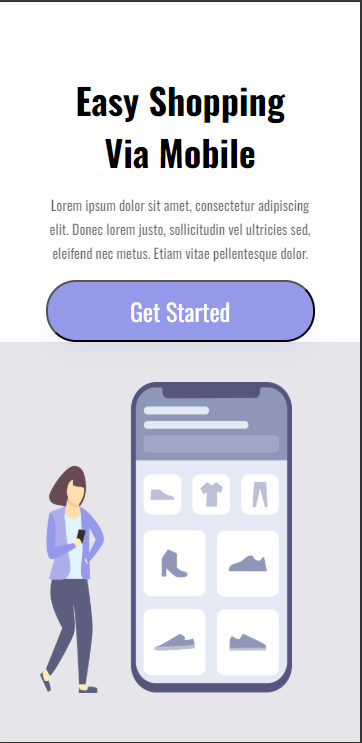 Easy Shopping
Via Mobile
Lorem ipsum dolor sit amet, consectetur adipiscing
elit. Donec lorem justo, sollicitudin vel ultricies sed,
eleifend nec metus. Etiam vitae pellentesque dolor.
Get Started